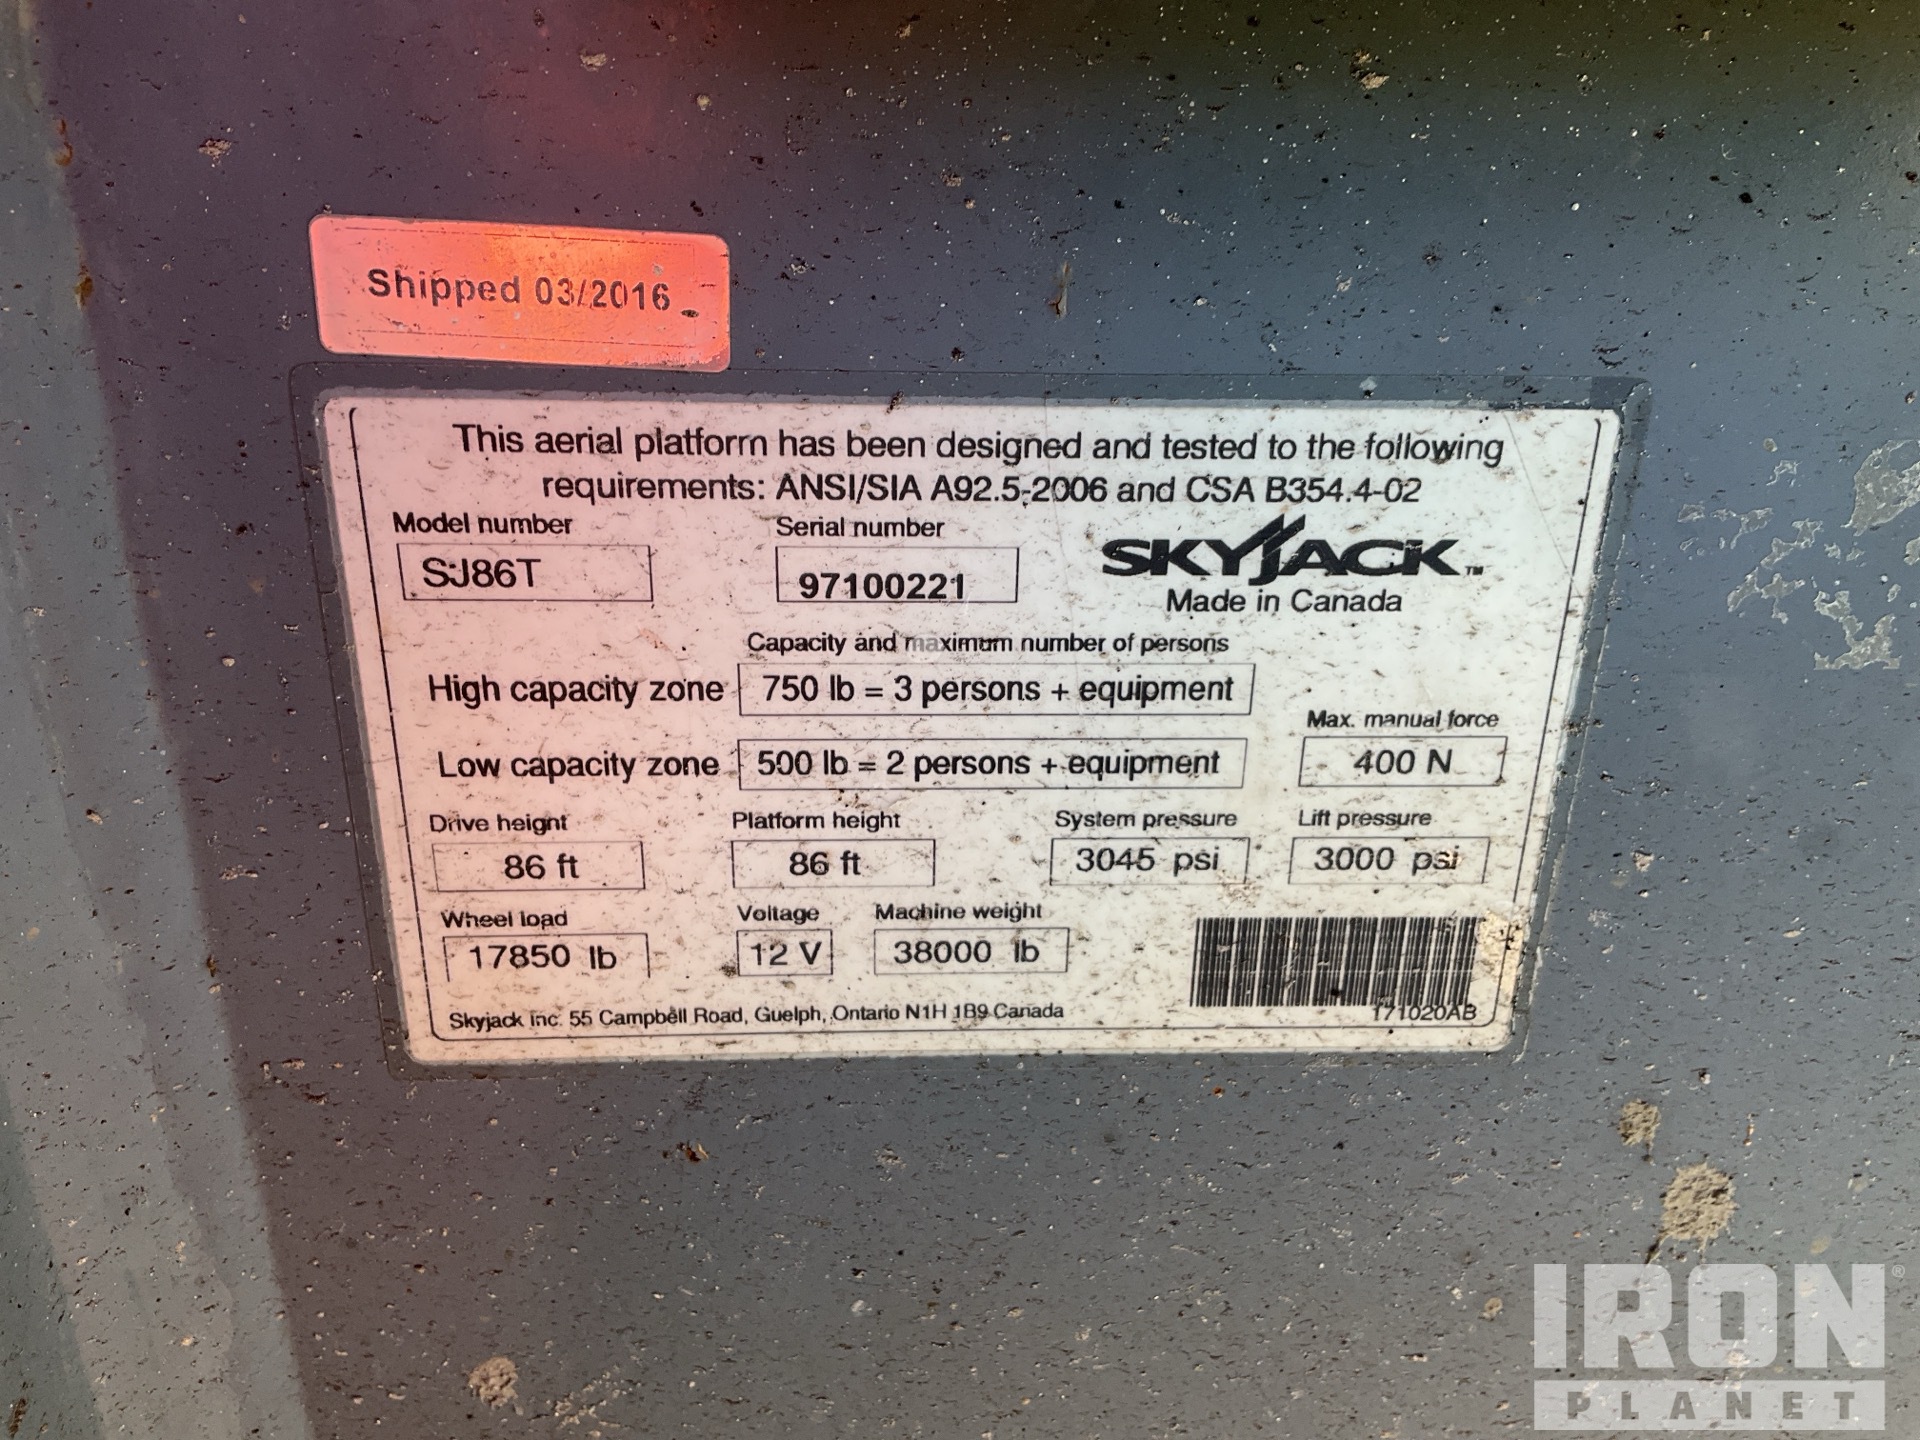 Shipped 03/2016
This aerial platform has been designed and tested to the following
requirements: ANSI/SIA A92.5-2006 and CSA B354.4-02
Model number
SJ86T
Serial number
97100221
SKYJACK™
Made in Canada
Capacity and maximum number of persons
High capacity zone 750 lb = 3 persons + equipment
Low capacity zone 500 lb = 2 persons + equipment
Max. manual force
400 N
Drive height
86 ft
Platform height
86 ft
System pressure
3045 psi
Lift pressure
3000 psi
Wheel load
17850 lb
Voltage
12 V
Machine weight
38000 lb
171020AB
Skyjack Inc. 55 Campbell Road, Guelph, Ontario N1H 1B9 Canada
IRON®
PLANET